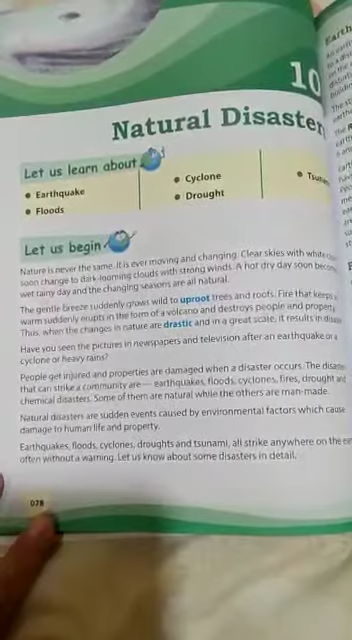 10
Natural Disaster
Let us learn about
• Earthquake
• Floods
• Cyclone
• Drought
• Tsun
Let us begin
Nature is never the same. It is ever moving and changing. Clear skies with white
soon change to dark looming clouds with strong winds. A hot dry day soon become
wet rainy day and the changing seasons are all natural.
The gentle breeze suddenly grows wild to uproot trees and roofs. Fire that keeps
warm suddenly erupts in the form of a volcano and destroys people and property.
Thus, when the changes in nature are drastic and in a great scale, it results in
Have you seen the pictures in newspapers and television after an earthquake or a
cyclone or heavy rains?
People get injured and properties are damaged when a disaster occurs. The
that can strike a community are— earthquakes, floods, cyclones, fires, drought and
chemical disasters. Some of them are natural while the others are man-made.
Natural disasters are sudden events caused by environmental factors which cause
damage to human life and property.
Earthquakes, floods, cyclones, droughts and tsunami, all strike anywhere on the
often without a warning. Let us know about some disasters in detail.
078